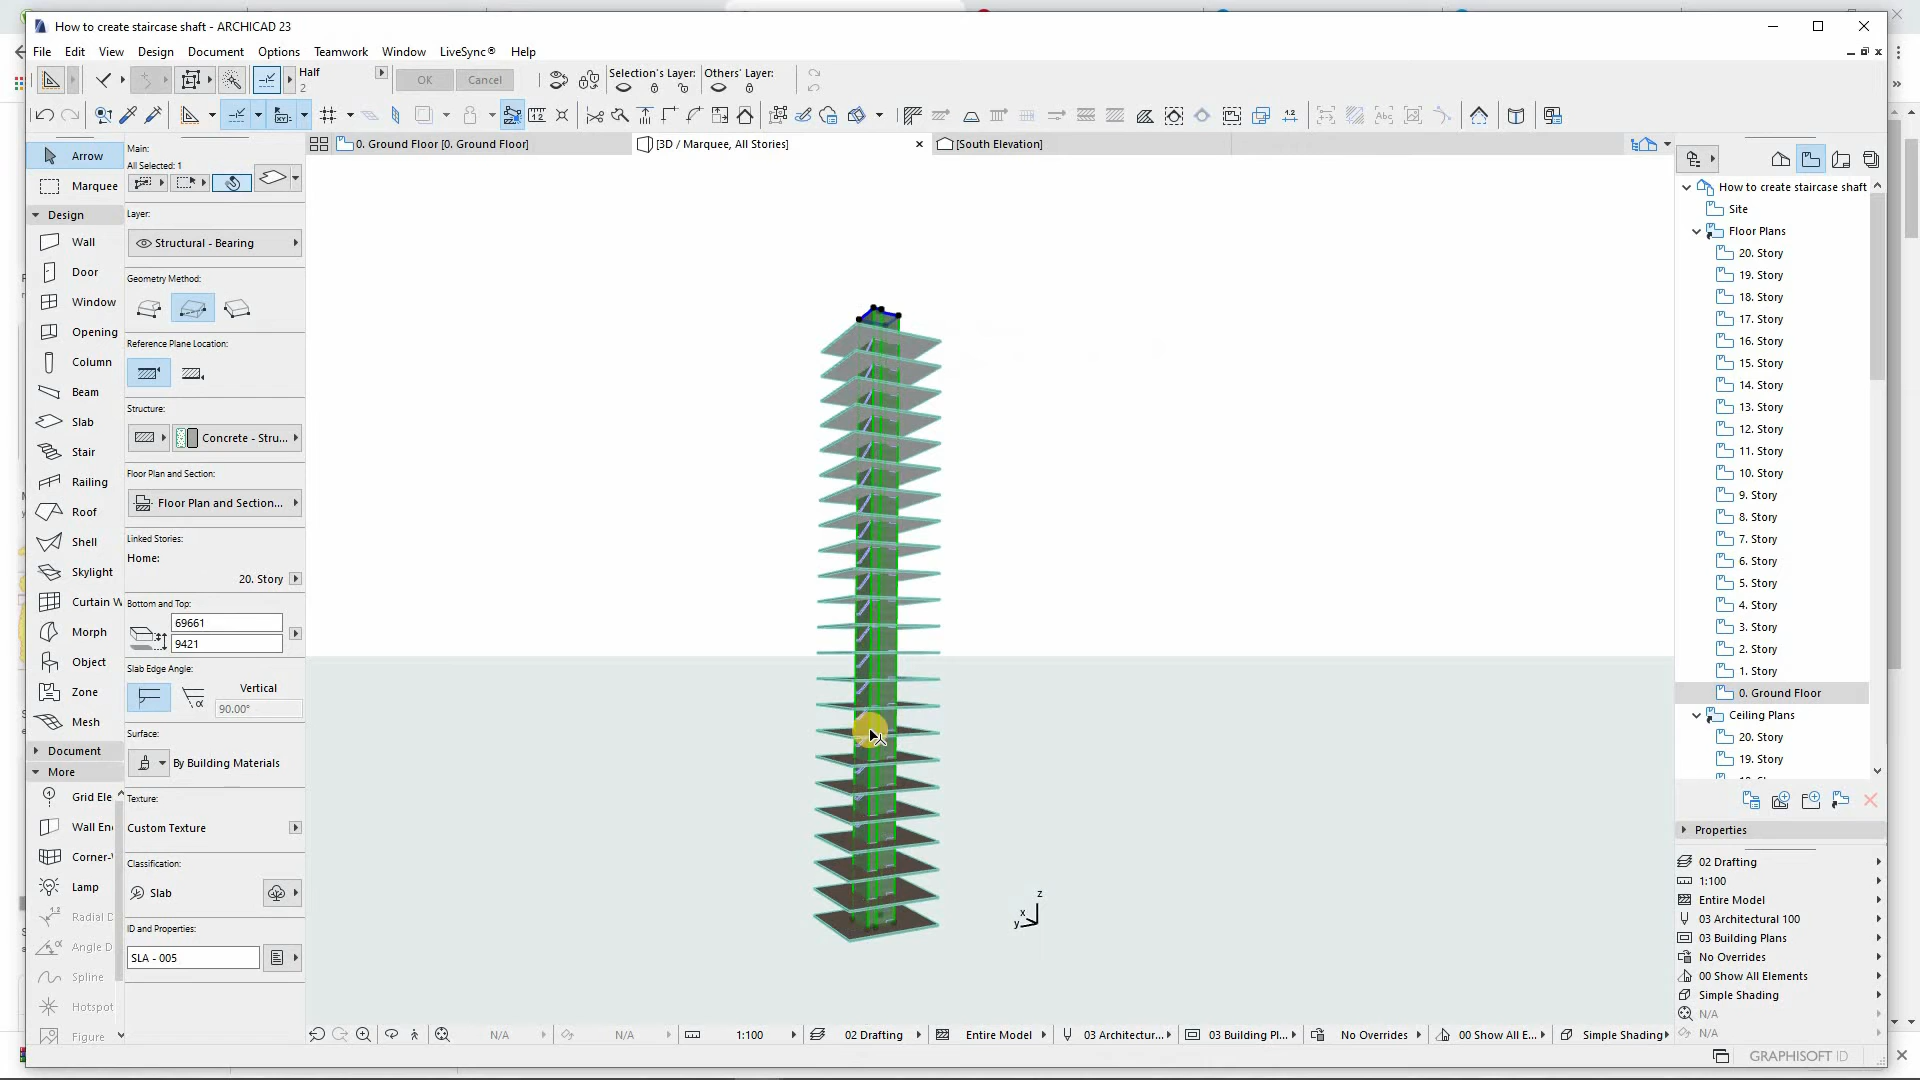 How to create staircase shaft - ARCHICAD 23
File Edit View Design Document Options Teamwork Window LiveSync® Help
Half
2
OK Cancel
Selection's Layer: Others' Layer:
0. Ground Floor [0. Ground Floor]
[3D / Marquee, All Stories]
[South Elevation]
Arrow
Marquee
Design
Wall
Door
Window
Opening
Column
Beam
Slab
Stair
Railing
Roof
Shell
Skylight
Curtain W
Morph
Object
Zone
Mesh
Document
More
Grid Ele
Wall En
Corner-
Lamp
Radial D
Angle D
Spline
Hotspot
Figure
Main:
All Selected: 1
Layer:
Structural - Bearing
Geometry Method:
Reference Plane Location:
Structure:
Concrete - Stru...
Floor Plan and Section:
Floor Plan and Section...
Linked Stories:
Home:
20. Story
Bottom and Top:
69661
9421
Slab Edge Angle:
Vertical
90.00°
Surface:
By Building Materials
Texture:
Custom Texture
Classification:
Slab
ID and Properties:
SLA - 005
z
x
y
How to create staircase shaft
Site
Floor Plans
20. Story
19. Story
18. Story
17. Story
16. Story
15. Story
14. Story
13. Story
12. Story
11. Story
10. Story
9. Story
8. Story
7. Story
6. Story
5. Story
4. Story
3. Story
2. Story
1. Story
0. Ground Floor
Ceiling Plans
20. Story
19. Story
Properties
02 Drafting
1:100
Entire Model
03 Architectural 100
03 Building Plans
No Overrides
00 Show All Elements
Simple Shading
N/A
N/A
N/A N/A 1:100 02 Drafting Entire Model 03 Architectur... 03 Building Pl... No Overrides 00 Show All E... Simple Shading
GRAPHISOFT ID